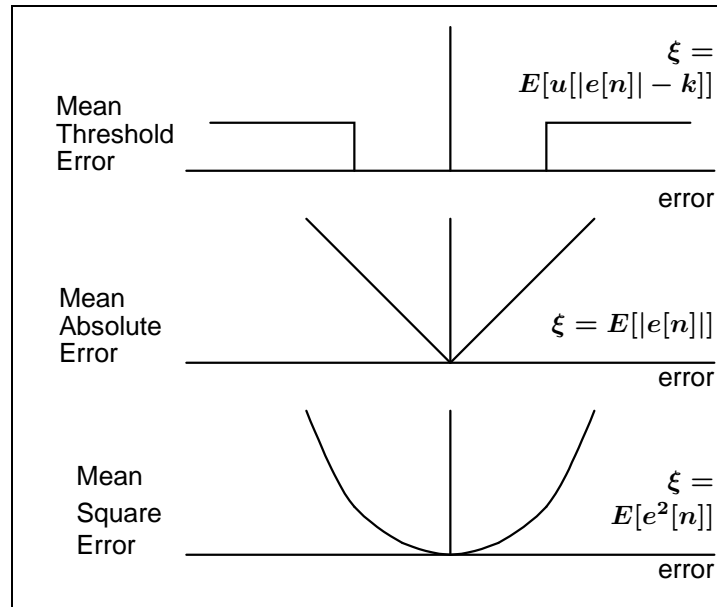 ξ =
E[u[|e[n]| − k]]
Mean
Threshold
Error
error
Mean
Absolute
Error
ξ = E[|e[n]|]
error
Mean
Square
Error
ξ =
E[e²[n]]
error